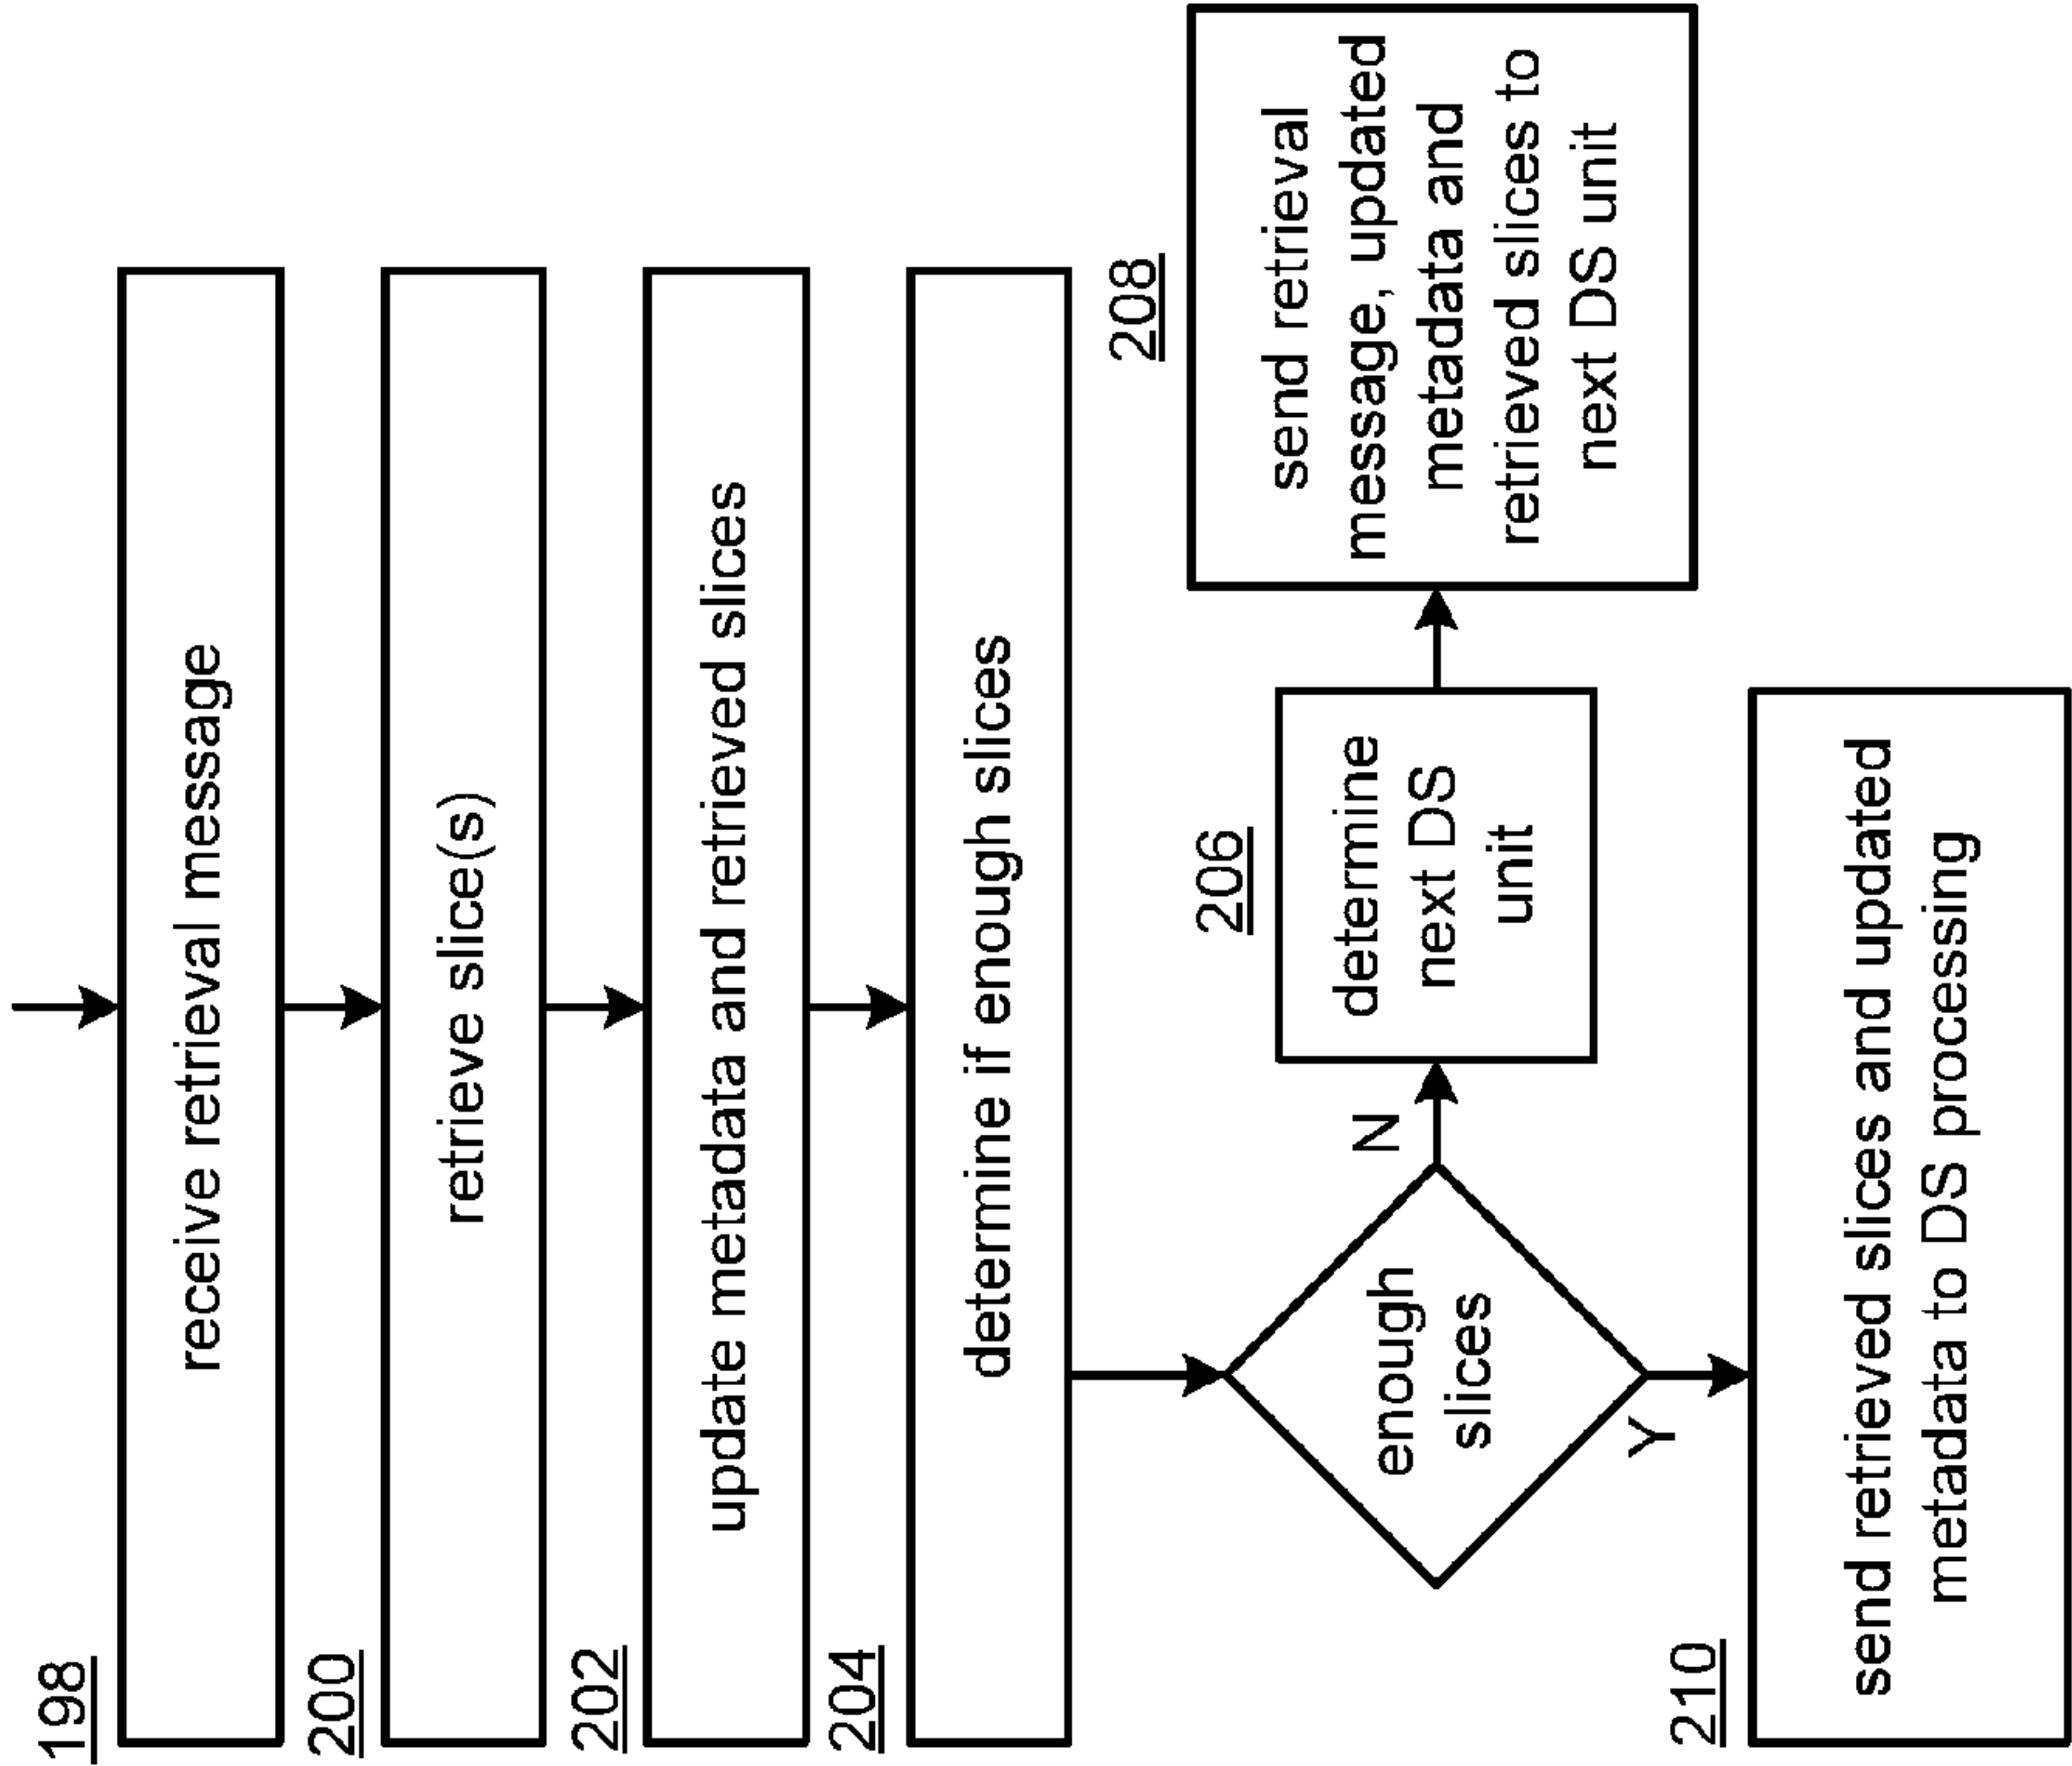 198
receive retrieval message
200
retrieve slice(s)
202
update metadata and retrieved slices
204
determine if enough slices
enough
slices
N
Y
206
determine
next DS
unit
208
send retrieval
message, updated
metadata and
retrieved slices to
next DS unit
210
send retrieved slices and updated
metadata to DS processing